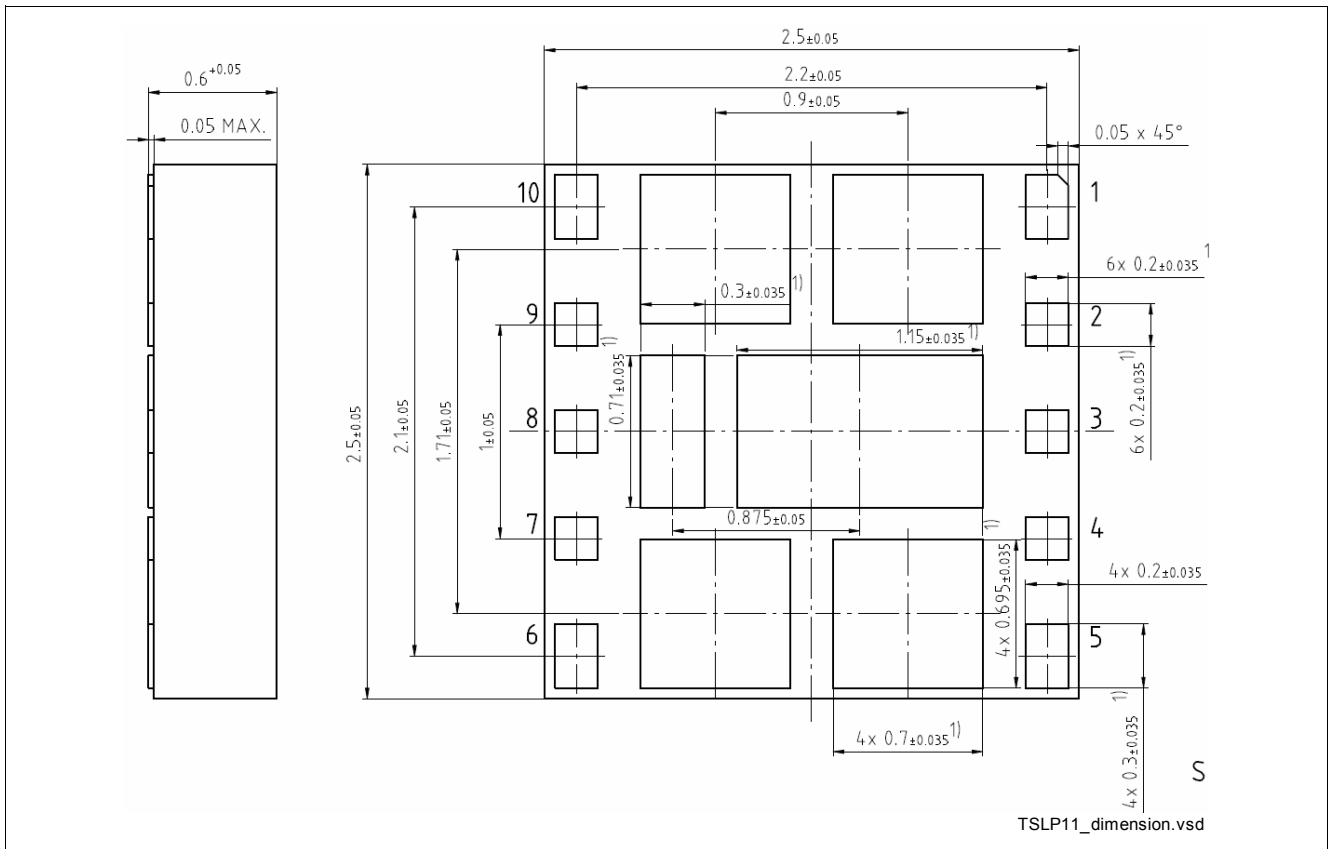 2.5±0.05
2.2±0.05
0.9±0.05
0.6+0.05
0.05 MAX.
0.05 x 45°
10
1
6x 0.2±0.035 1
0.3±0.035 1)
9
2
1.15±0.035 1)
6x 0.2±0.035 1)
0.71±0.035 1)
8
3
2.5±0.05
2.1±0.05
1.71±0.05
1±0.05
7
0.875±0.05
4
4x 0.695±0.035 1)
4x 0.2±0.035
6
5
4x 0.7±0.035 1)
4x 0.3±0.035 1)
S
TSLP11_dimension.vsd